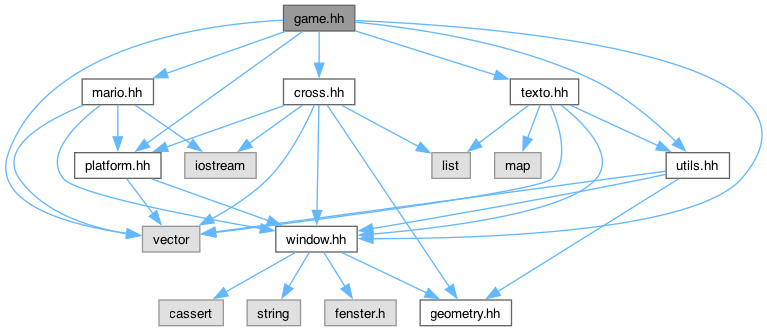 game.hh
mario.hh
cross.hh
texto.hh
platform.hh
iostream
list
map
utils.hh
vector
window.hh
cassert
string
fenster.h
geometry.hh